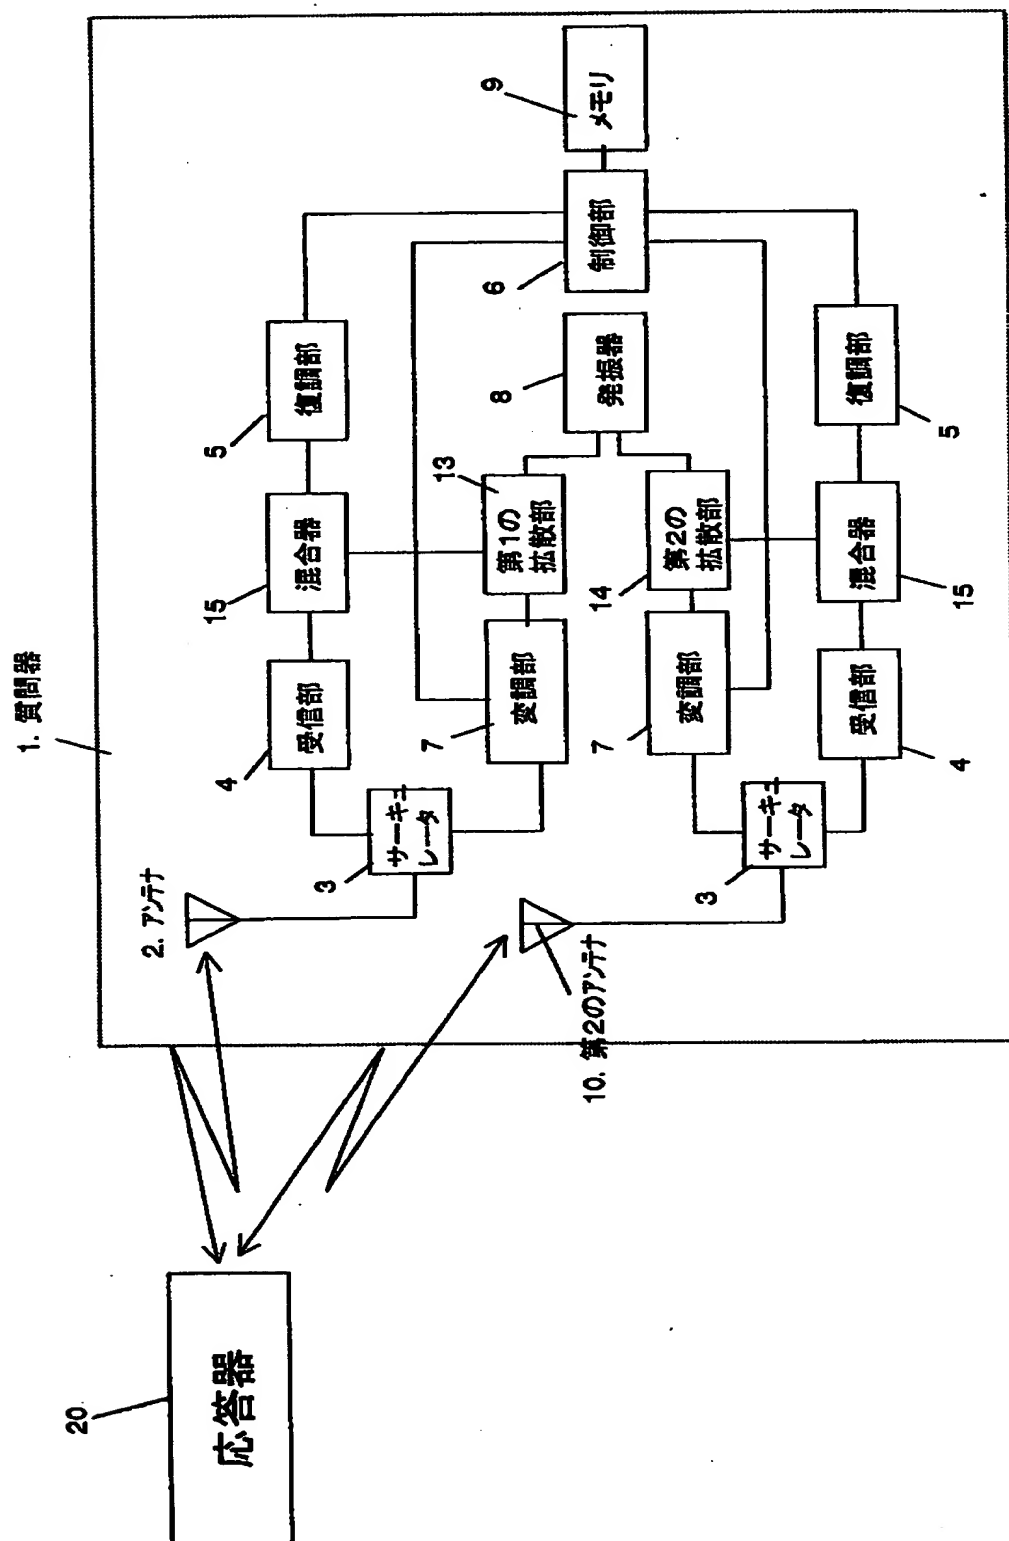 1. 質問器
2. アンテナ
3
サーキュ
レータ
4
受信部
15
混合器
5
復調部
7
変調部
13
第1の
拡散部
8
発振器
6
制御部
9
メモリ
20
応答器
10. 第2のアンテナ
3
サーキュ
レータ
7
変調部
14
第2の
拡散部
4
受信部
15
混合器
5
復調部